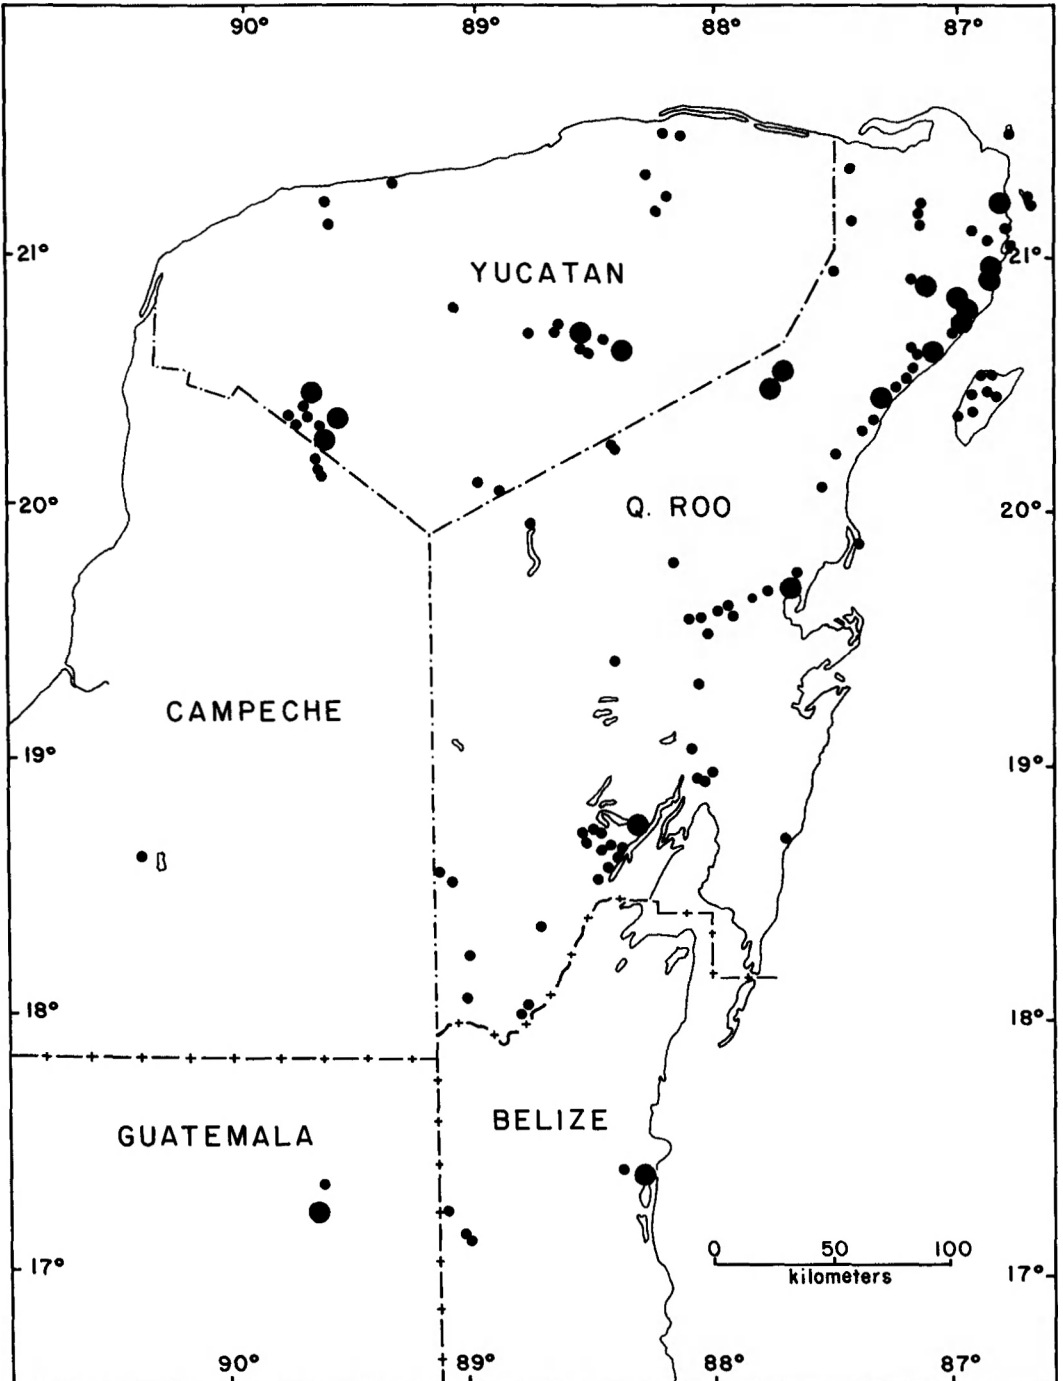 90° 89° 88° 87°
21° 21°
YUCATAN
20° 20°
Q. ROO
CAMPECHE
19° 19°
18° 18°
GUATEMALA
BELIZE
0 50 100
kilometers
17° 17°
90° 89° 88° 87°